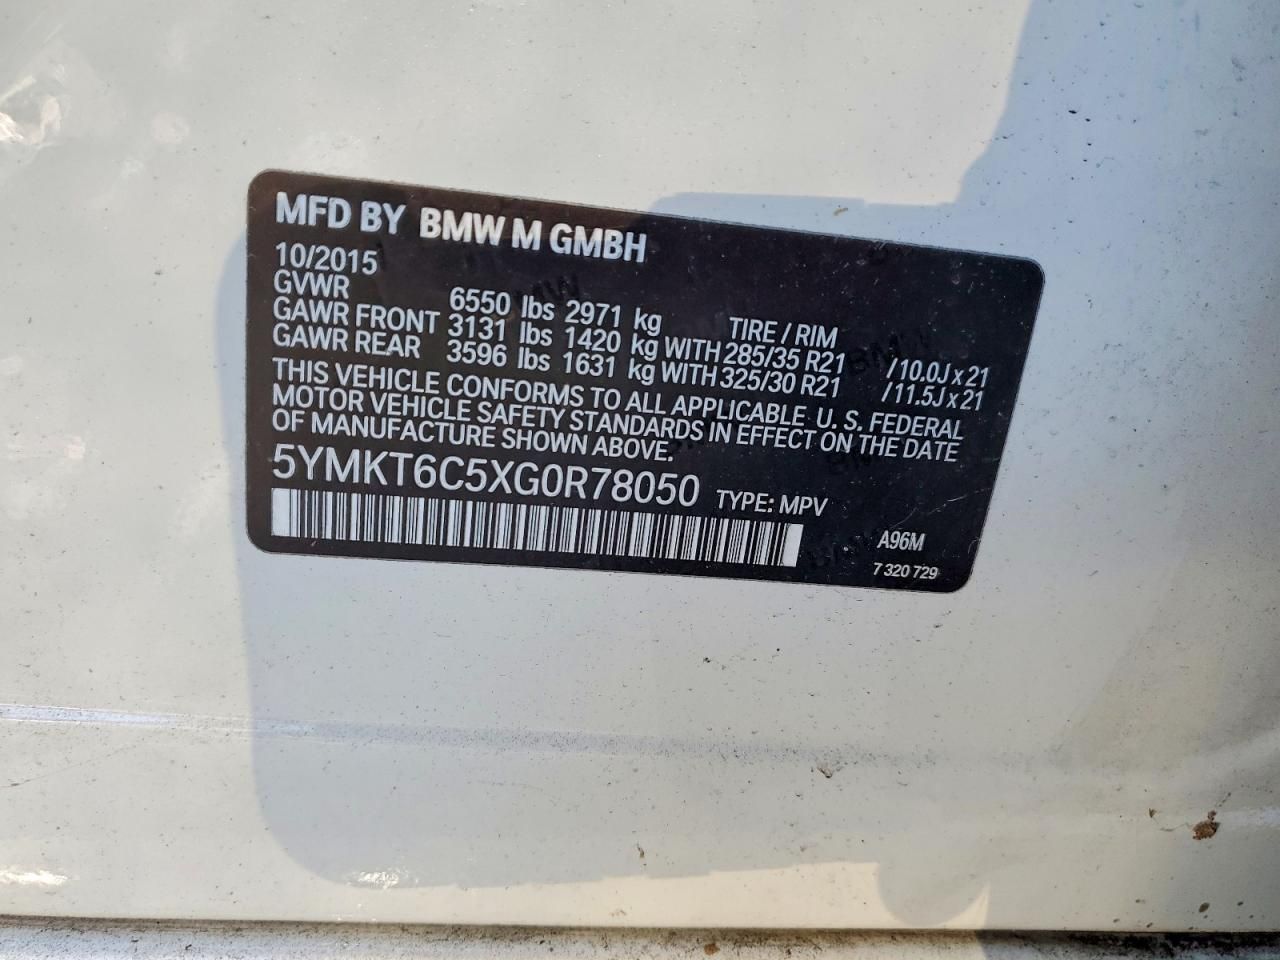 MFD BY BMW M GMBH
10/2015
GVWR 6550 lbs 2971 kg TIRE / RIM
GAWR FRONT 3131 lbs 1420 kg WITH 285/35 R21 /10.0J x 21
GAWR REAR 3596 lbs 1631 kg WITH 325/30 R21 /11.5J x 21
THIS VEHICLE CONFORMS TO ALL APPLICABLE U. S. FEDERAL
MOTOR VEHICLE SAFETY STANDARDS IN EFFECT ON THE DATE
OF MANUFACTURE SHOWN ABOVE.
5YMKT6C5XG0R78050 TYPE: MPV
A96M
7 320 729